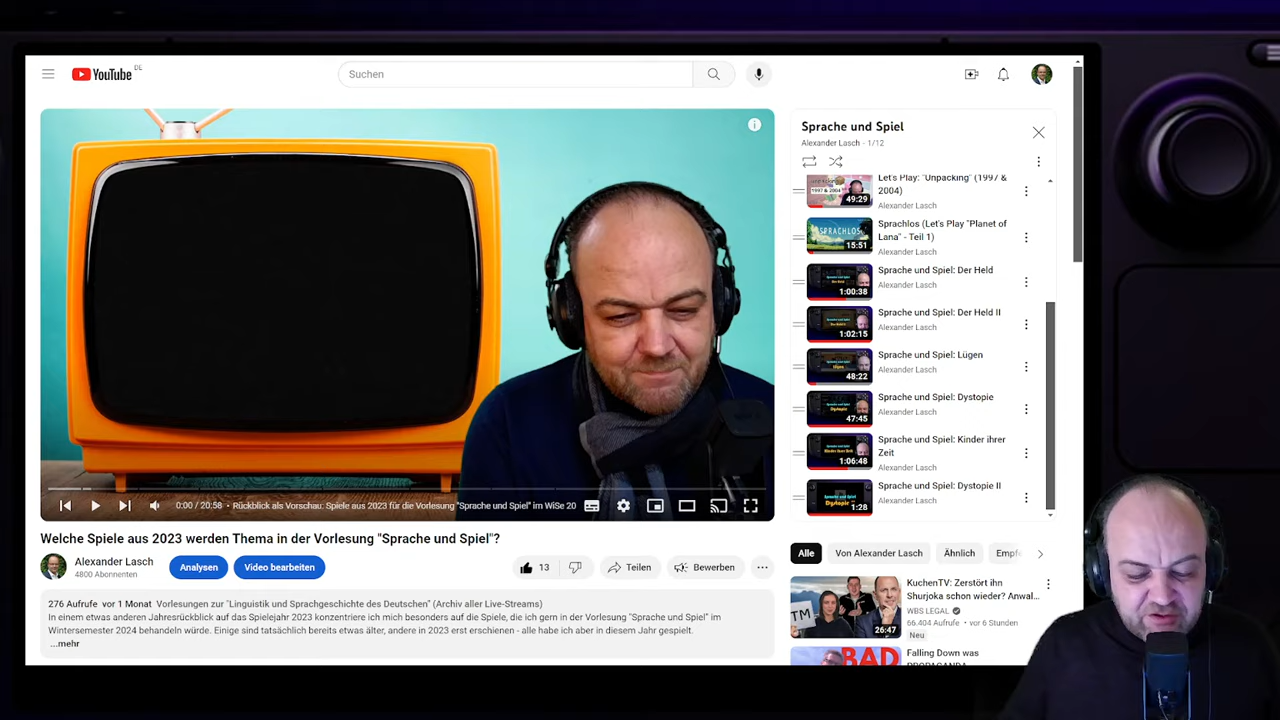 YouTube DE
Suchen
Sprache und Spiel
Alexander Lasch - 1/12
Let's Play: "Unpacking" (1997 &
2004)
Alexander Lasch
1997 & 2004
49:29
Sprachlos (Let's Play "Planet of
Lana" - Teil 1)
Alexander Lasch
SPRACHLOS
15:51
Sprache und Spiel: Der Held
Alexander Lasch
1:00:38
Sprache und Spiel: Der Held II
Alexander Lasch
1:02:15
Sprache und Spiel: Lügen
Alexander Lasch
48:22
Sprache und Spiel: Dystopie
Alexander Lasch
Dystopie
47:45
Sprache und Spiel: Kinder ihrer
Zeit
Alexander Lasch
1:06:48
Sprache und Spiel: Dystopie II
Alexander Lasch
Dystopie
1:28
0:00 / 20:58 • Rückblick als Vorschau: Spiele aus 2023 für die Vorlesung "Sprache und Spiel" im WiSe 20
Welche Spiele aus 2023 werden Thema in der Vorlesung "Sprache und Spiel"?
Alexander Lasch
4800 Abonnenten
Analysen
Video bearbeiten
13
Teilen
Bewerben
276 Aufrufe vor 1 Monat Vorlesungen zur "Linguistik und Sprachgeschichte des Deutschen" (Archiv aller Live-Streams)
In einem etwas anderen Jahresrückblick auf das Spielejahr 2023 konzentriere ich mich besonders auf die Spiele, die ich gern in der Vorlesung "Sprache und Spiel" im
Wintersemester 2024 behandeln würde. Einige sind tatsächlich bereits etwas älter, andere in 2023 erst erschienen - alle habe ich aber in diesem Jahr gespielt.
...mehr
Alle
Von Alexander Lasch
Ähnlich
Empf
KuchenTV: Zerstört ihn
Shurjoka schon wieder? Anwal...
WBS LEGAL
66.404 Aufrufe • vor 6 Stunden
Neu
TM
26:47
Falling Down was
PROPAGANDA
BAD